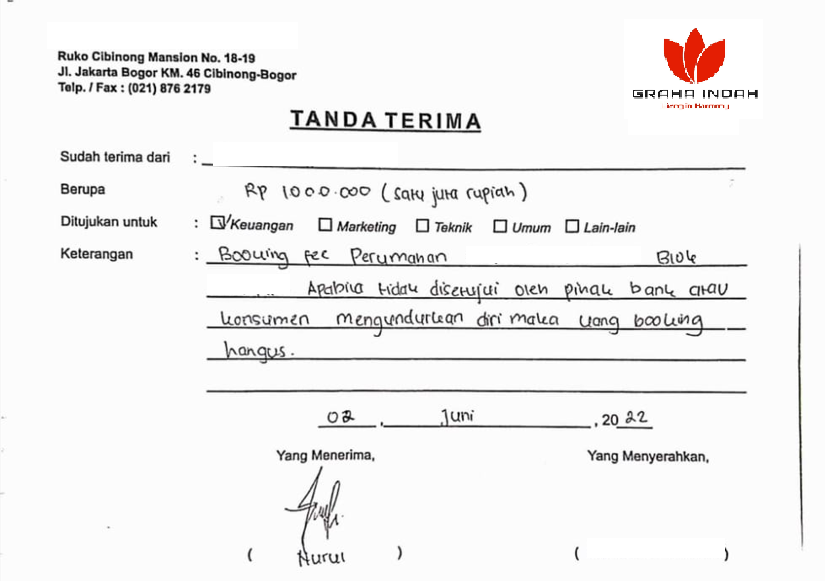 Ruko Cibinong Mansion No. 18-19
Jl. Jakarta Bogor KM. 46 Cibinong-Bogor
Telp. / Fax : (021) 876 2179
GRAHA INDAH
Living in Harmony
TANDA TERIMA
Sudah terima dari :
Berupa Rp 1000.000 (satu juta rupiah)
Ditujukan untuk : Keuangan Marketing Teknik Umum Lain-lain
Keterangan : Booking fee Perumahan Blok
Apabila tidak disetujui oleh pihak bank atau
konsumen mengundurkan diri maka uang booking
hangus.
02, Juni, 2022
Yang Menerima, Yang Menyerahkan,
( Nurul ) ( )